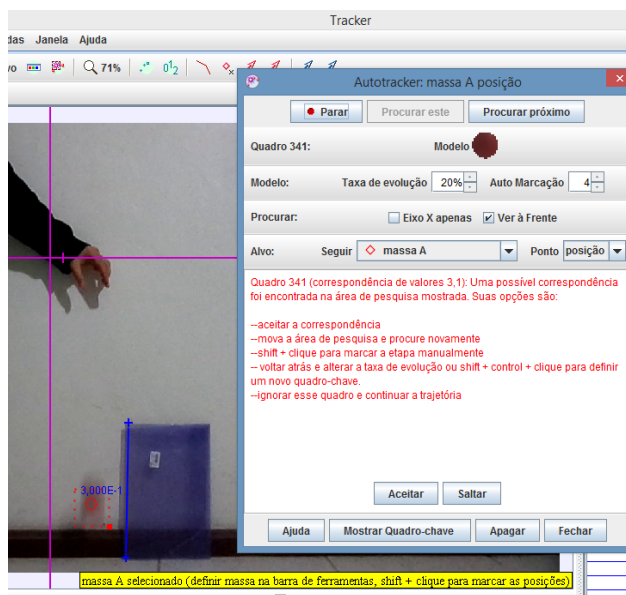 Tracker
das Janela Ajuda
vo 71% 0¹2
Autotracker: massa A posição
Parar Procurar este Procurar próximo
Quadro 341: Modelo
Modelo: Taxa de evolução 20% Auto Marcação 4
Procurar: Eixo X apenas Ver à Frente
Alvo: Seguir massa A Ponto posição
Quadro 341 (correspondência de valores 3,1): Uma possível correspondência
foi encontrada na área de pesquisa mostrada. Suas opções são:
--aceitar a correspondência
--mova a área de pesquisa e procure novamente
--shift + clique para marcar a etapa manualmente
-- voltar atrás e alterar a taxa de evolução ou shift + control + clique para definir
um novo quadro-chave.
--ignorar esse quadro e continuar a trajetória
3,000E-1
Aceitar Saltar
Ajuda Mostrar Quadro-chave Apagar Fechar
massa A selecionado (definir massa na barra de ferramentas, shift + clique para marcar as posições)